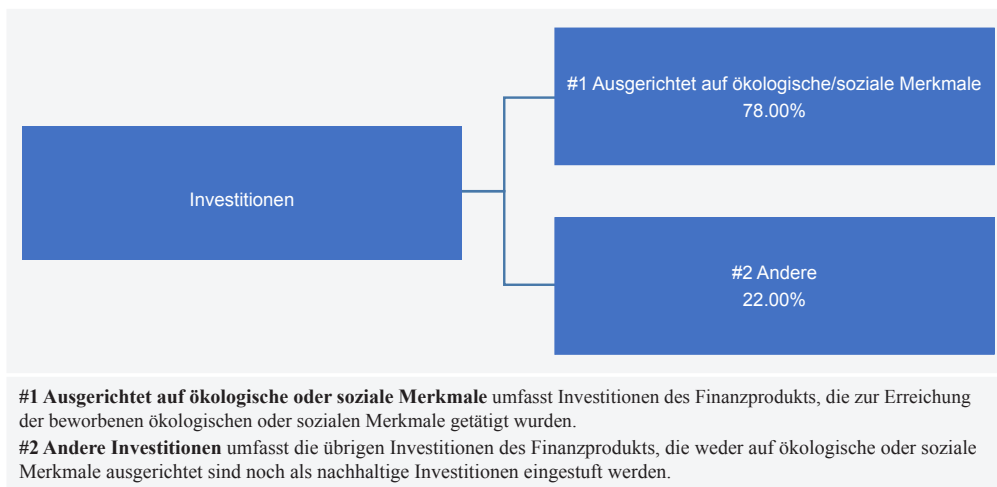 #1 Ausgerichtet auf ökologische/soziale Merkmale
78.00%
Investitionen
#2 Andere
22.00%
#1 Ausgerichtet auf ökologische oder soziale Merkmale umfasst Investitionen des Finanzprodukts, die zur Erreichung
der beworbenen ökologischen oder sozialen Merkmale getätigt wurden.
#2 Andere Investitionen umfasst die übrigen Investitionen des Finanzprodukts, die weder auf ökologische oder soziale
Merkmale ausgerichtet sind noch als nachhaltige Investitionen eingestuft werden.